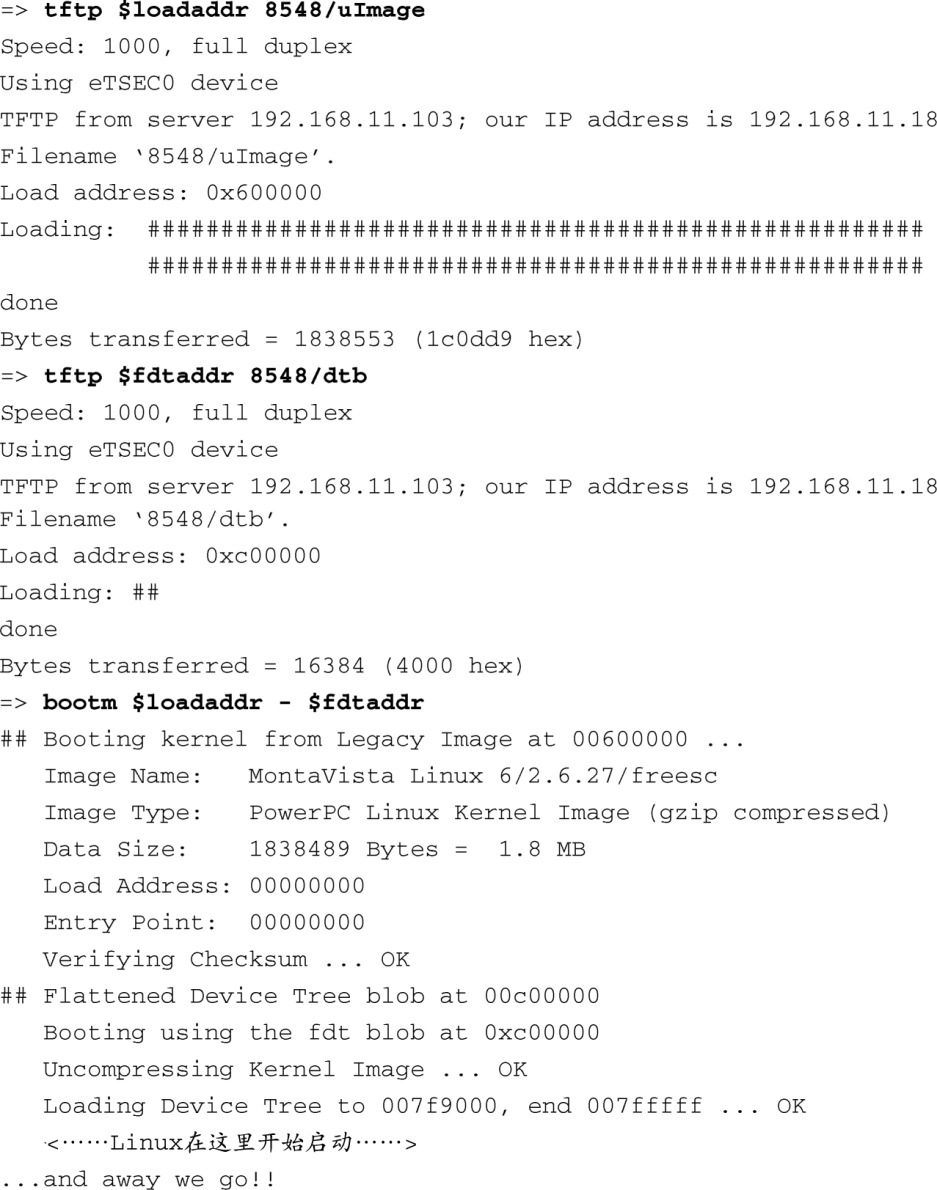 => tftp $loadaddr 8548/uImage
Speed: 1000, full duplex
Using eTSEC0 device
TFTP from server 192.168.11.103; our IP address is 192.168.11.18
Filename ‘8548/uImage’.
Load address: 0x600000
Loading: #####################################################
#####################################################
done
Bytes transferred = 1838553 (1c0dd9 hex)
=> tftp $fdtaddr 8548/dtb
Speed: 1000, full duplex
Using eTSEC0 device
TFTP from server 192.168.11.103; our IP address is 192.168.11.18
Filename ‘8548/dtb’.
Load address: 0xc00000
Loading: ##
done
Bytes transferred = 16384 (4000 hex)
=> bootm $loadaddr - $fdtaddr
## Booting kernel from Legacy Image at 00600000 ...
Image Name: MontaVista Linux 6/2.6.27/freesc
Image Type: PowerPC Linux Kernel Image (gzip compressed)
Data Size: 1838489 Bytes = 1.8 MB
Load Address: 00000000
Entry Point: 00000000
Verifying Checksum ... OK
## Flattened Device Tree blob at 00c00000
Booting using the fdt blob at 0xc00000
Uncompressing Kernel Image ... OK
Loading Device Tree to 007f9000, end 007fffff ... OK
<……Linux在这里开始启动……>
...and away we go!!